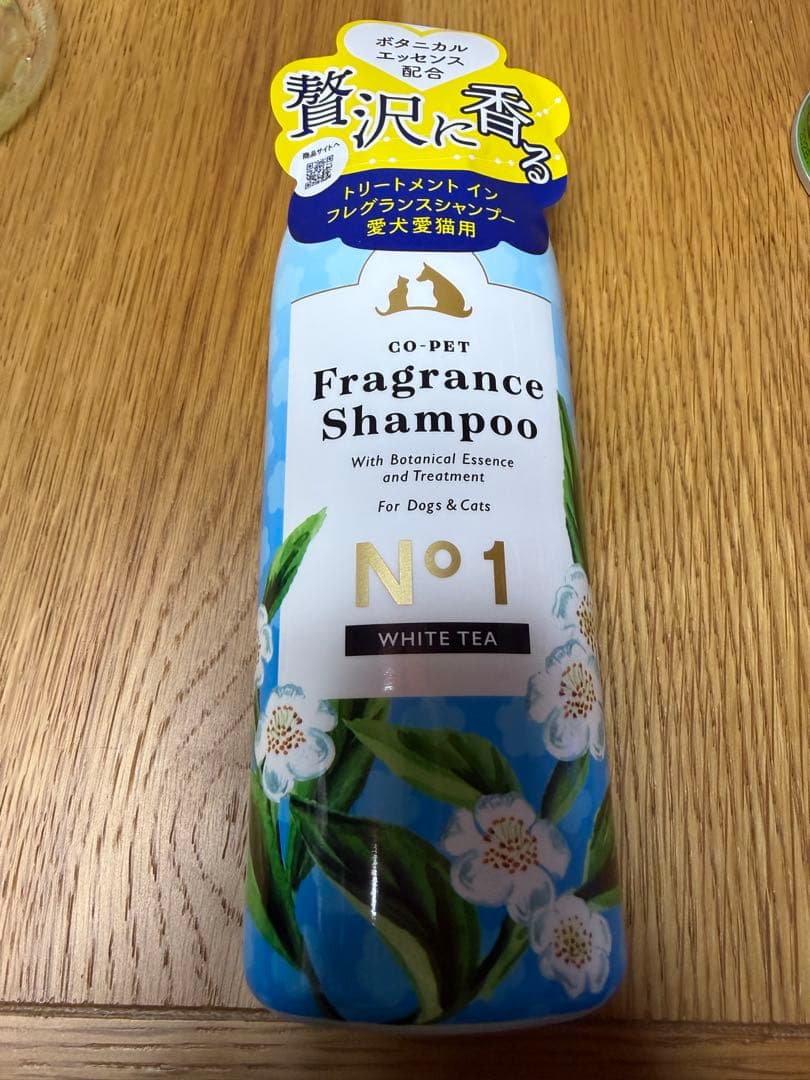 ボタニカル
エッセンス
配合
贅沢に香る
商品サイトへ
トリートメント イン
フレグランスシャンプー
愛犬愛猫用
CO-PET
Fragrance
Shampoo
With Botanical Essence
and Treatment
For Dogs & Cats
Nº1
WHITE TEA